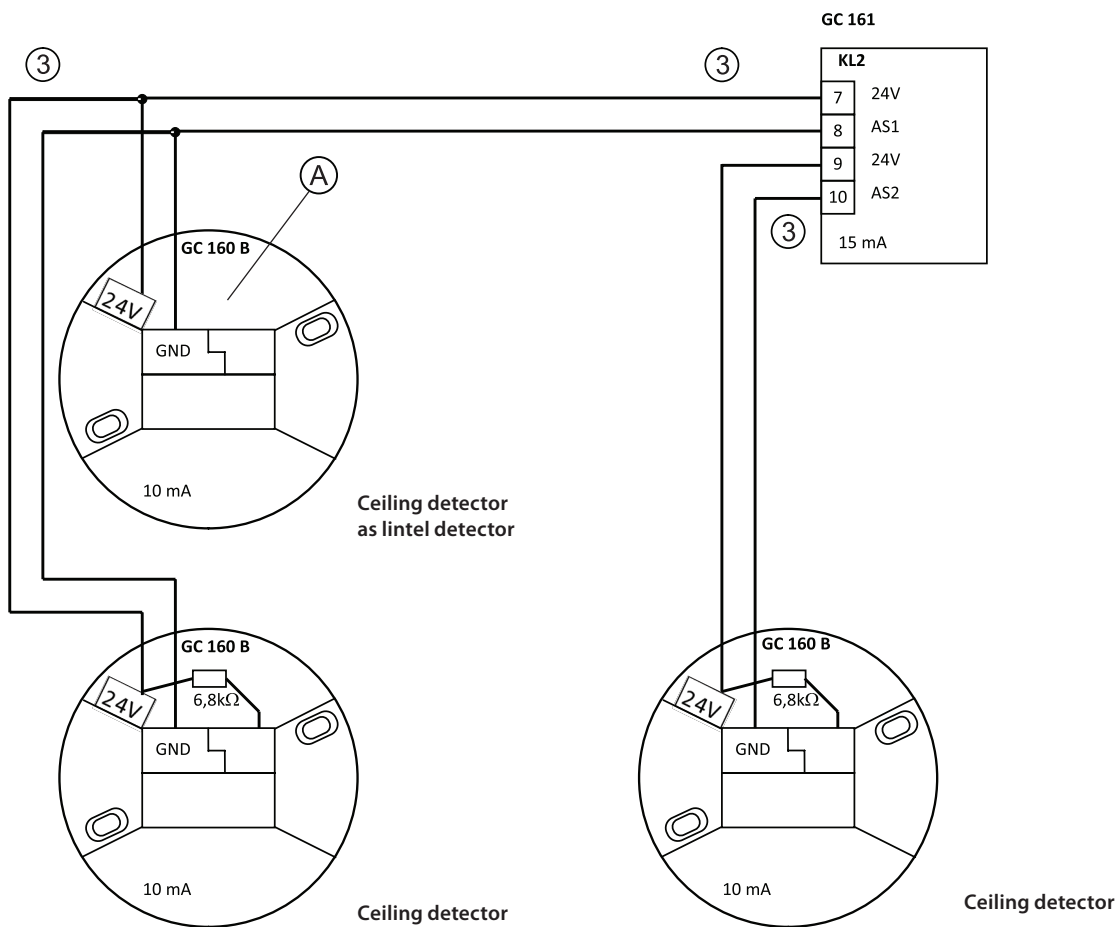 GC 161
3
3
KL2
7 24V
8 AS1
9 24V
10 AS2
3
15 mA
A
GC 160 B
24V
GND
10 mA
Ceiling detector
as lintel detector
GC 160 B
24V
6,8kΩ
GND
10 mA
Ceiling detector
GC 160 B
24V
6,8kΩ
GND
10 mA
Ceiling detector